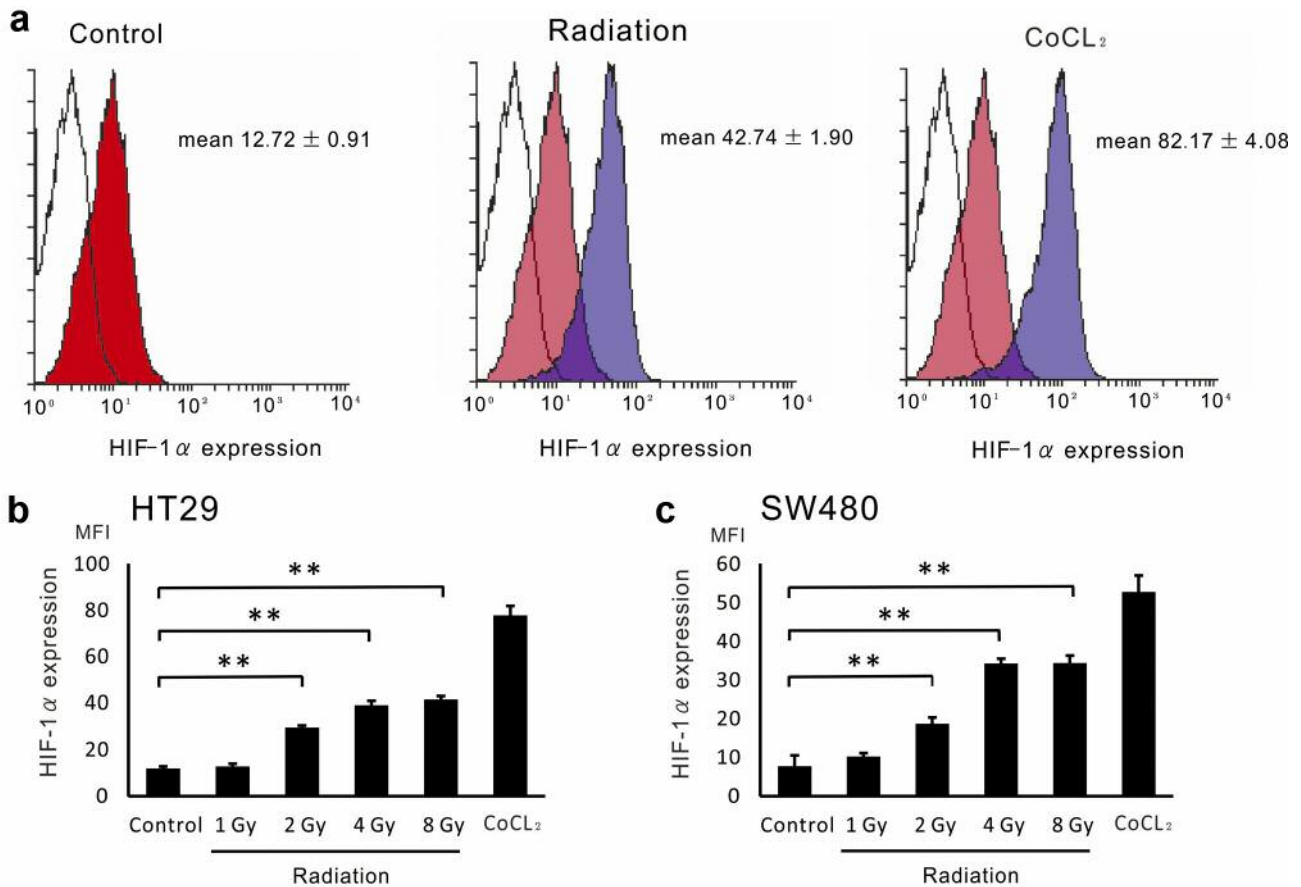 a
Control
Radiation
CoCL₂
mean 12.72 ± 0.91
mean 42.74 ± 1.90
mean 82.17 ± 4.08
10⁰ 10¹ 10² 10³ 10⁴
10⁰ 10¹ 10² 10³ 10⁴
10⁰ 10¹ 10² 10³ 10⁴
HIF-1α expression
HIF-1α expression
HIF-1α expression
b HT29
MFI
HIF-1α expression
100
80
60
40
20
0
**
**
**
Control 1 Gy 2 Gy 4 Gy 8 Gy CoCL₂
Radiation
c SW480
MFI
HIF-1α expression
60
50
40
30
20
10
0
**
**
**
Control 1 Gy 2 Gy 4 Gy 8 Gy CoCL₂
Radiation